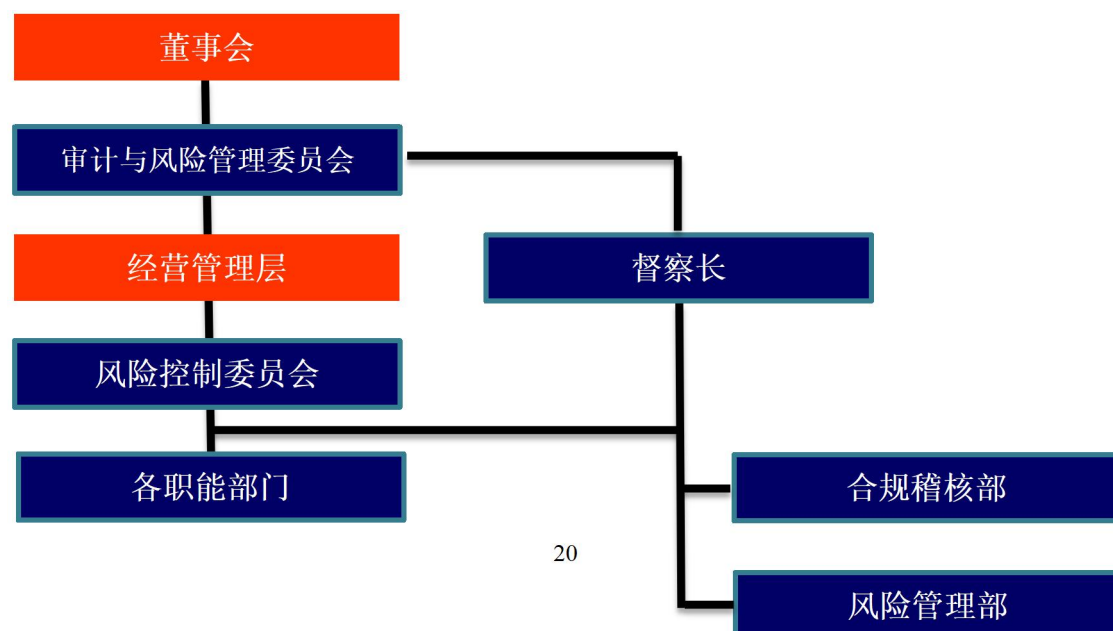 董事会
审计与风险管理委员会
经营管理层
督察长
风险控制委员会
各职能部门
合规稽核部
20
风险管理部